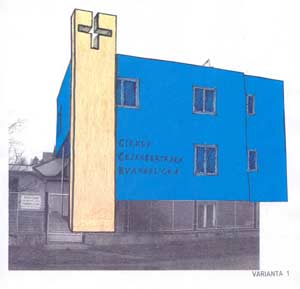 CÍRKEV
ČESKOBRATRSKÁ
EVANGELICKÁ
VARIANTA 1